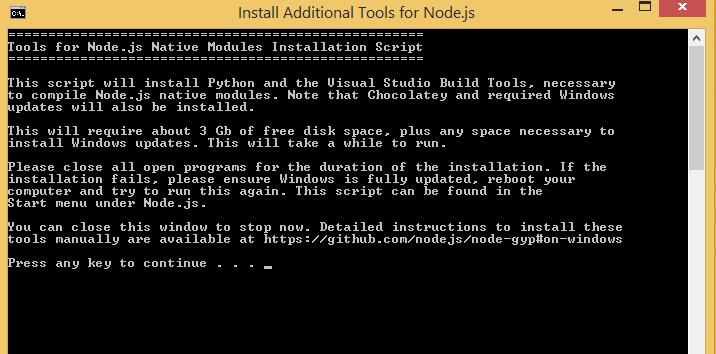 Install Additional Tools for Node.js
C:\.
====================================================
Tools for Node.js Native Modules Installation Script
====================================================
This script will install Python and the Visual Studio Build Tools, necessary
to compile Node.js native modules. Note that Chocolatey and required Windows
updates will also be installed.
This will require about 3 Gb of free disk space, plus any space necessary to
install Windows updates. This will take a while to run.
Please close all open programs for the duration of the installation. If the
installation fails, please ensure Windows is fully updated, reboot your
computer and try to run this again. This script can be found in the
Start menu under Node.js.
You can close this window to stop now. Detailed instructions to install these
tools manually are available at https://github.com/nodejs/node-gyp#on-windows
Press any key to continue . . . _